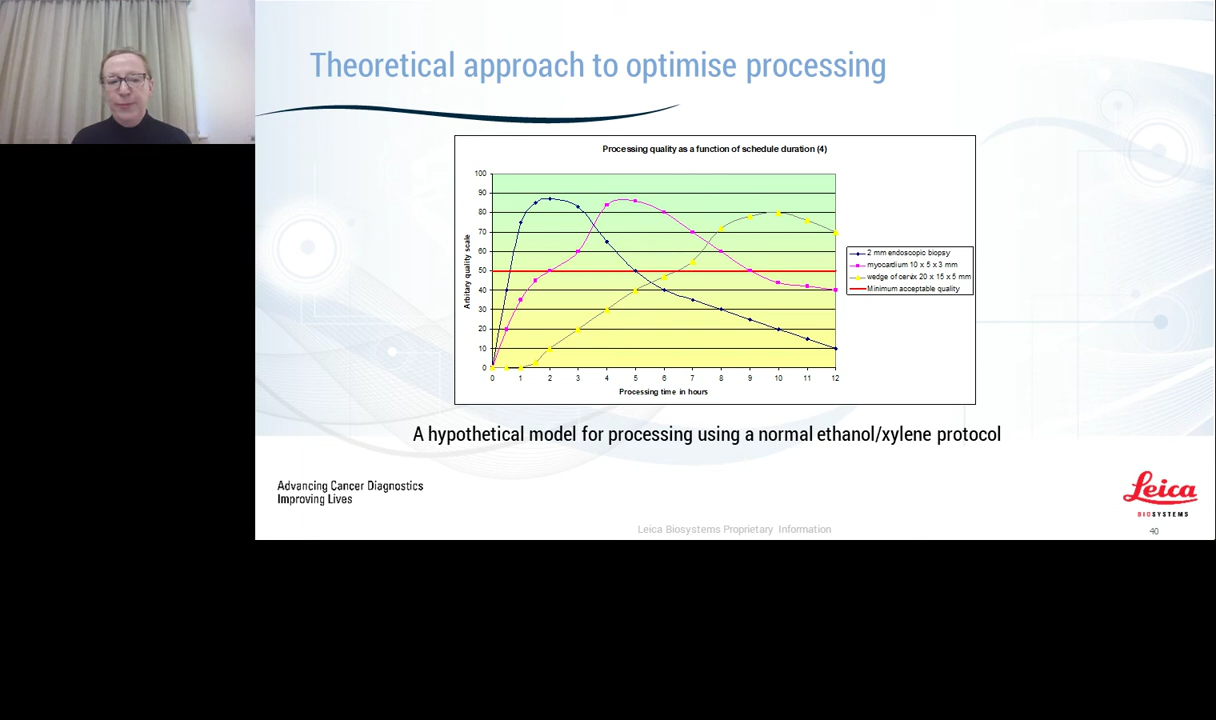 Theoretical approach to optimise processing
Processing quality as a function of schedule duration (4)
100
90
80
70
60
50
40
30
20
10
0
Arbitary quality scale
0 1 2 3 4 5 6 7 8 9 10 11 12
Processing time in hours
2 mm endoscopic biopsy
myocardium 10 x 5 x 3 mm
wedge of cervix 20 x 15 x 5 mm
Minimum acceptable quality
A hypothetical model for processing using a normal ethanol/xylene protocol
Advancing Cancer Diagnostics
Improving Lives
Leica
BIOSYSTEMS
Leica Biosystems Proprietary Information
40